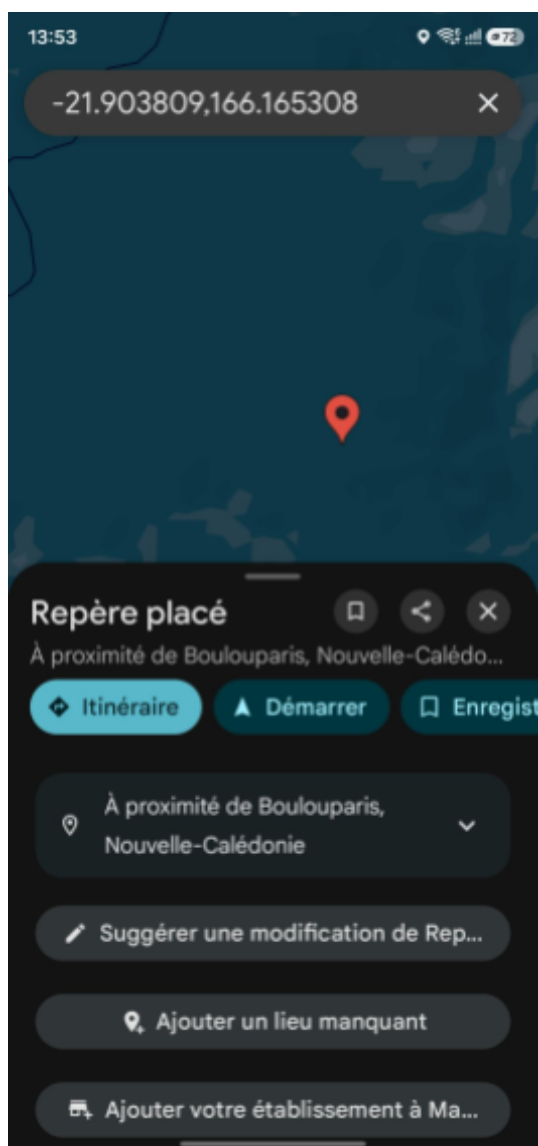 13:53
72
-21.903809,166.165308
Repère placé
À proximité de Boulouparis, Nouvelle-Calédo...
Itinéraire
Démarrer
Enregist
À proximité de Boulouparis,
Nouvelle-Calédonie
Suggérer une modification de Rep...
Ajouter un lieu manquant
Ajouter votre établissement à Ma...